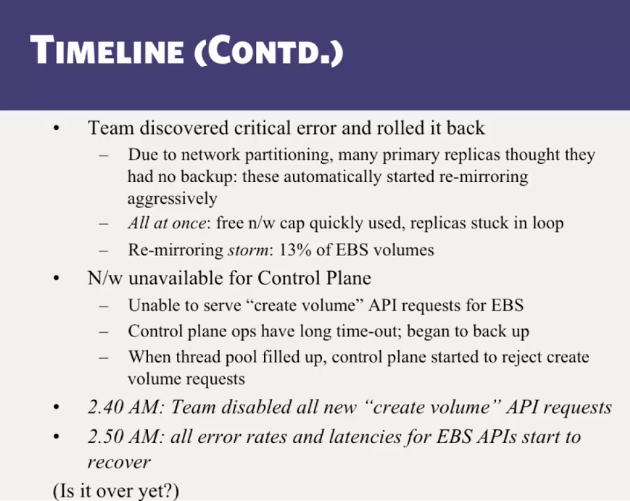 TIMELINE (CONTD.)
• Team discovered critical error and rolled it back
– Due to network partitioning, many primary replicas thought they
had no backup: these automatically started re-mirroring
aggressively
– All at once: free n/w cap quickly used, replicas stuck in loop
– Re-mirroring storm: 13% of EBS volumes
• N/w unavailable for Control Plane
– Unable to serve “create volume” API requests for EBS
– Control plane ops have long time-out; began to back up
– When thread pool filled up, control plane started to reject create
volume requests
• 2.40 AM: Team disabled all new “create volume” API requests
• 2.50 AM: all error rates and latencies for EBS APIs start to
recover
(Is it over yet?)